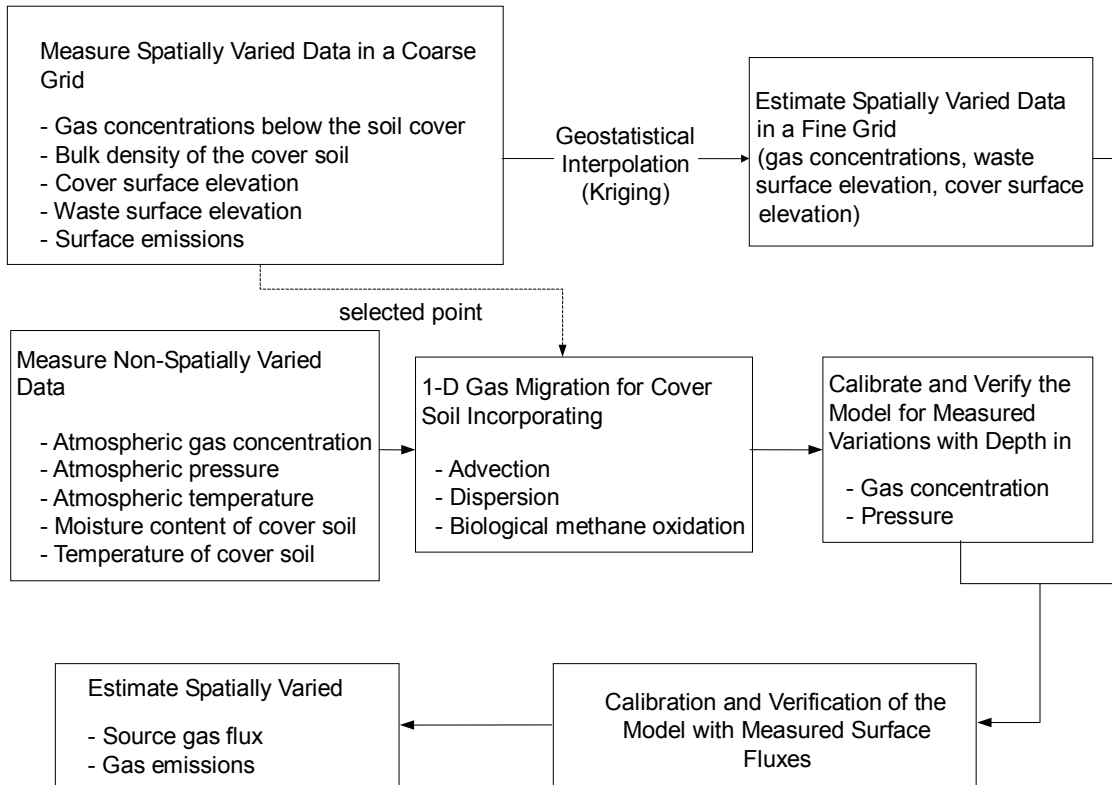 Measure Spatially Varied Data in a Coarse
Grid
- Gas concentrations below the soil cover
- Bulk density of the cover soil
- Cover surface elevation
- Waste surface elevation
- Surface emissions
Geostatistical
Interpolation
(Kriging)
Estimate Spatially Varied Data
in a Fine Grid
(gas concentrations, waste
surface elevation, cover surface
elevation)
selected point
Measure Non-Spatially Varied
Data
- Atmospheric gas concentration
- Atmospheric pressure
- Atmospheric temperature
- Moisture content of cover soil
- Temperature of cover soil
1-D Gas Migration for Cover
Soil Incorporating
- Advection
- Dispersion
- Biological methane oxidation
Calibrate and Verify the
Model for Measured
Variations with Depth in
- Gas concentration
- Pressure
Estimate Spatially Varied
- Source gas flux
- Gas emissions
Calibration and Verification of the
Model with Measured Surface
Fluxes